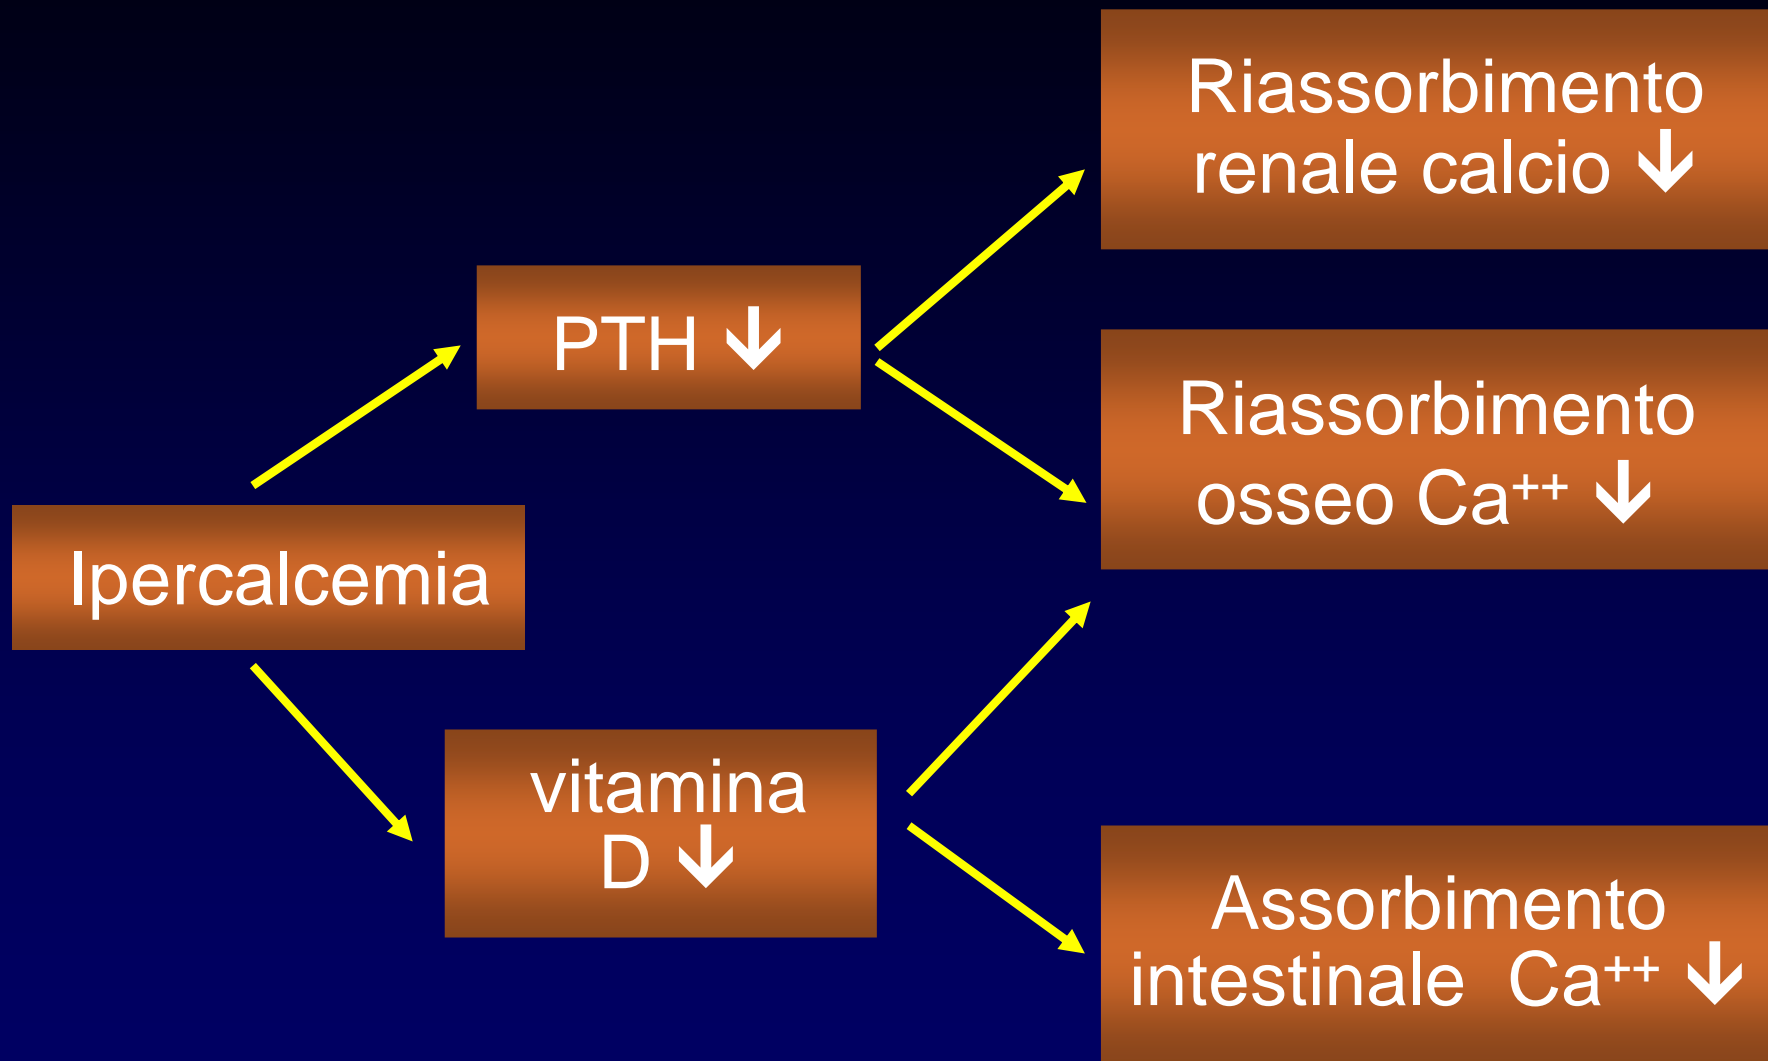 Riassorbimento
renale calcio ↓
PTH ↓
Riassorbimento
osseo Ca⁺⁺ ↓
Ipercalcemia
vitamina
D ↓
Assorbimento
intestinale Ca⁺⁺ ↓